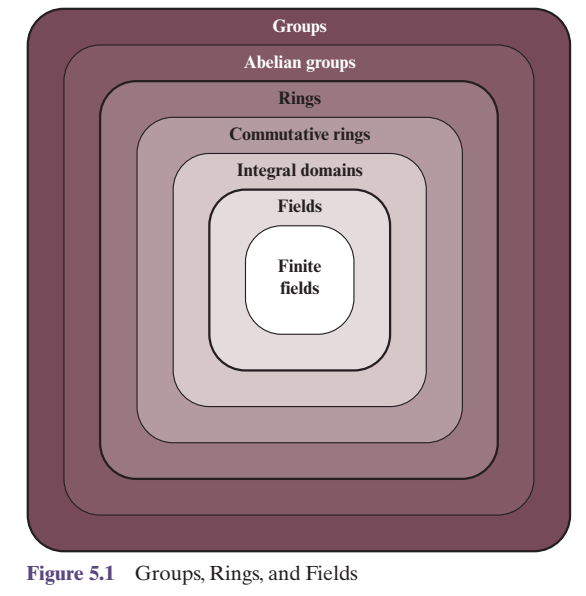 Groups
Abelian groups
Rings
Commutative rings
Integral domains
Fields
Finite
fields
Figure 5.1 Groups, Rings, and Fields